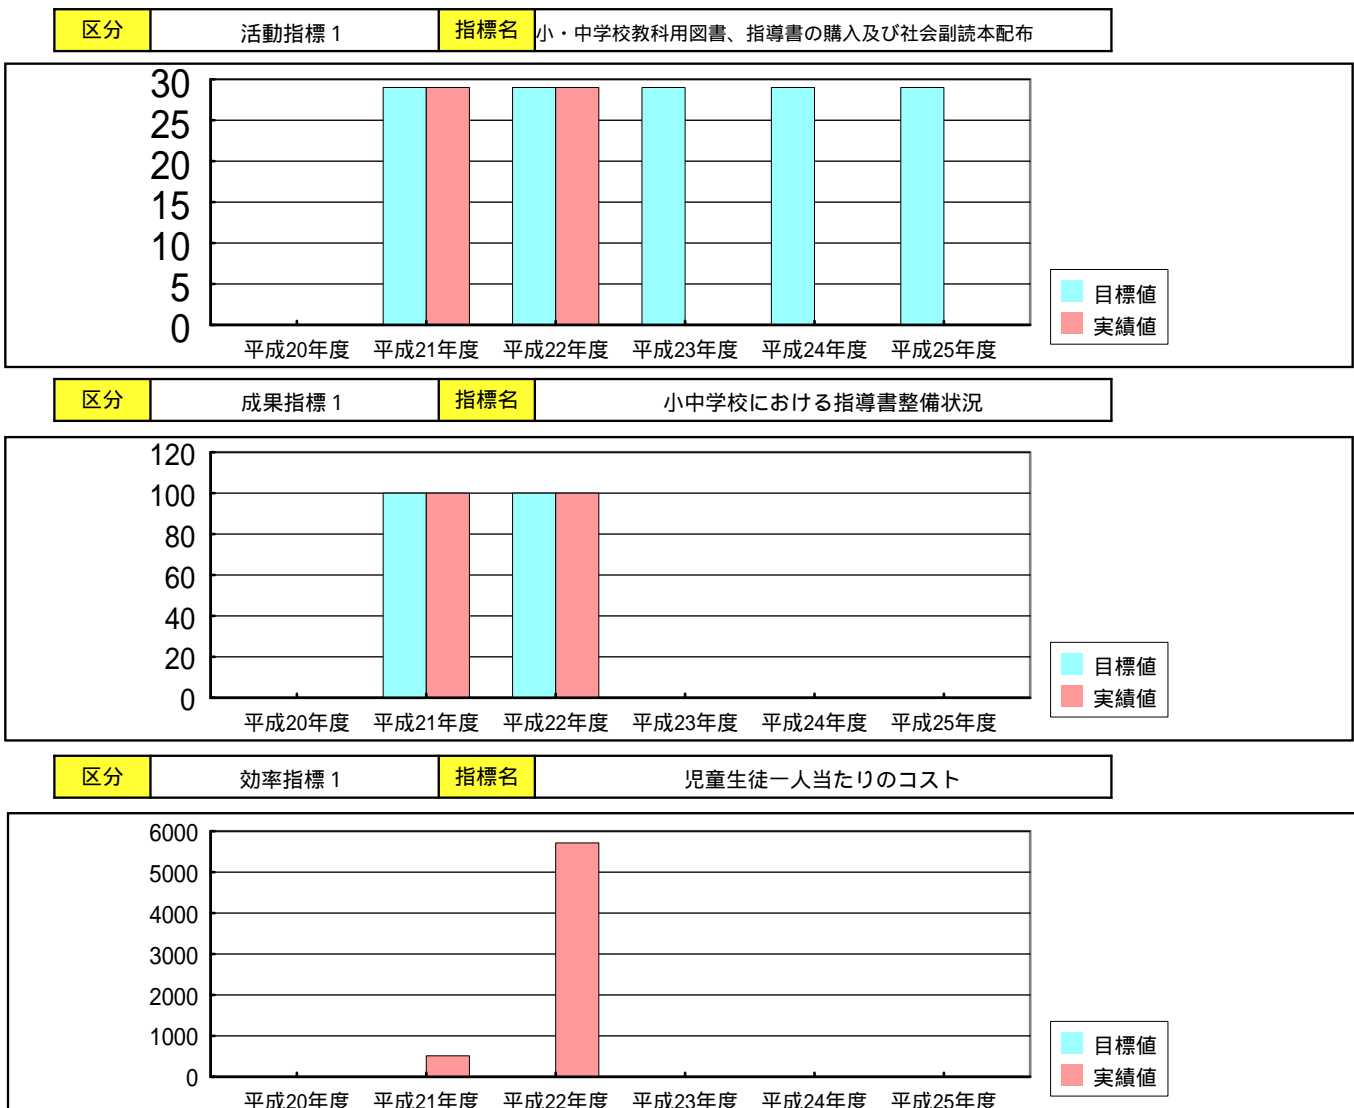 区分 活動指標1 指標名 小・中学校教科用図書、指導書の購入及び社会副読本配布
30
25
20
15
10
5
0
平成20年度 平成21年度 平成22年度 平成23年度 平成24年度 平成25年度
目標値
実績値
区分 成果指標1 指標名 小中学校における指導書整備状況
120
100
80
60
40
20
0
平成20年度 平成21年度 平成22年度 平成23年度 平成24年度 平成25年度
目標値
実績値
区分 効率指標1 指標名 児童生徒一人当たりのコスト
6000
5000
4000
3000
2000
1000
0
平成20年度 平成21年度 平成22年度 平成23年度 平成24年度 平成25年度
目標値
実績値